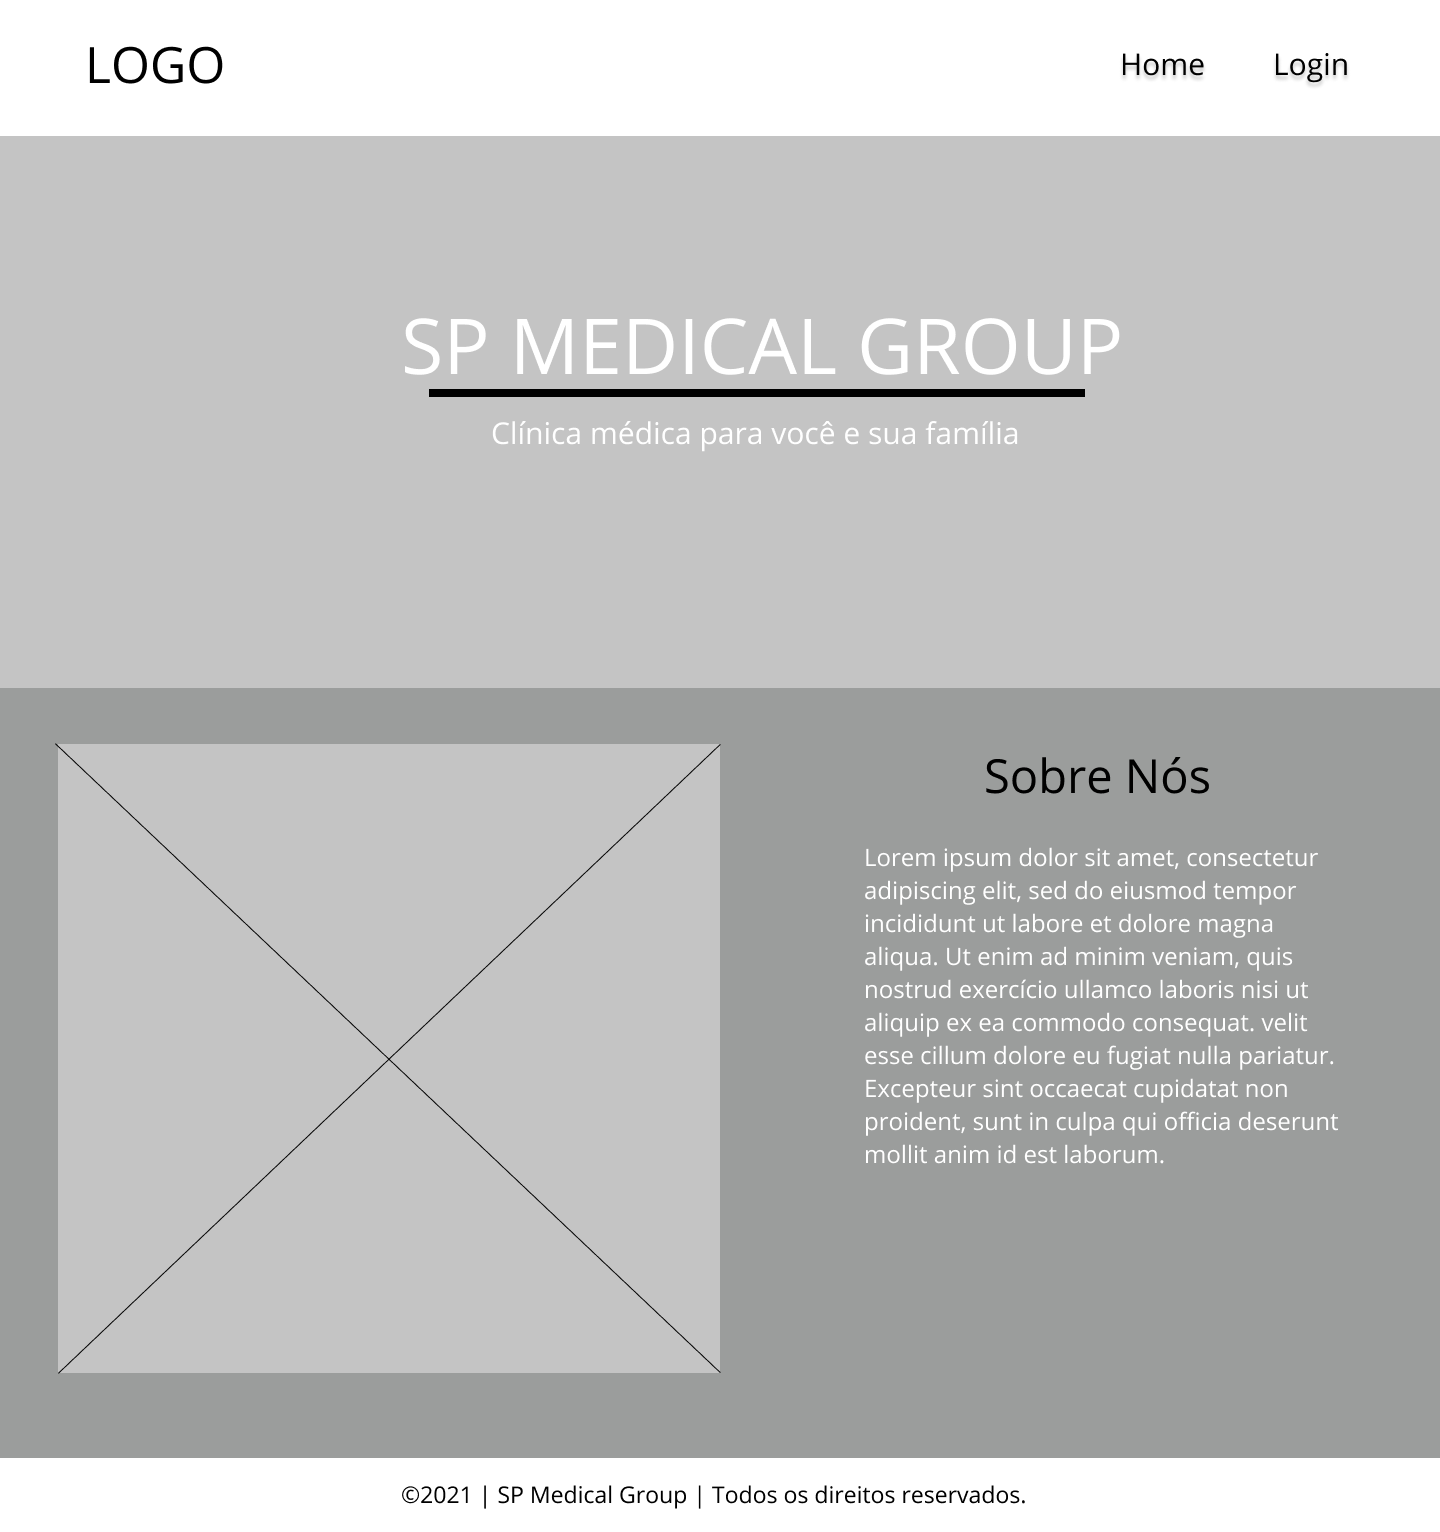 LOGO
Home
Login
SP MEDICAL GROUP
Clínica médica para você e sua família
Sobre Nós
Lorem ipsum dolor sit amet, consectetur
adipiscing elit, sed do eiusmod tempor
incididunt ut labore et dolore magna
aliqua. Ut enim ad minim veniam, quis
nostrud exercício ullamco laboris nisi ut
aliquip ex ea commodo consequat. velit
esse cillum dolore eu fugiat nulla pariatur.
Excepteur sint occaecat cupidatat non
proident, sunt in culpa qui officia deserunt
mollit anim id est laborum.
©2021 | SP Medical Group | Todos os direitos reservados.